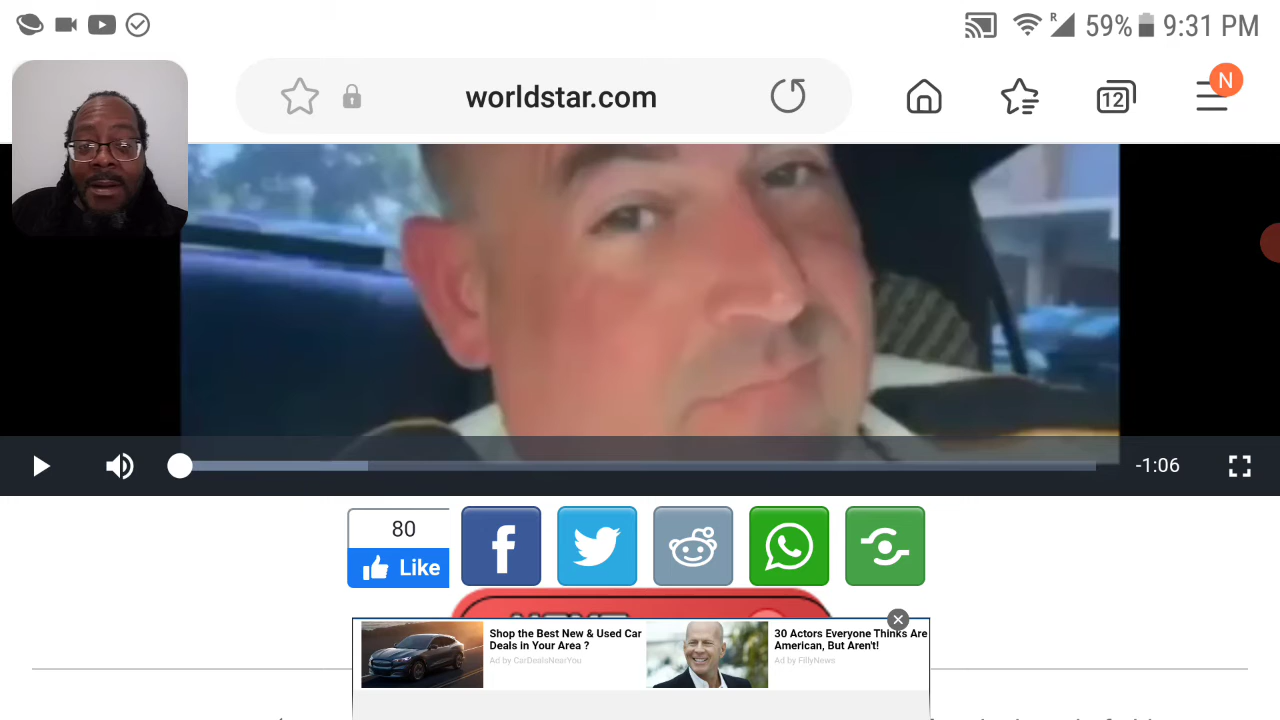 59% 9:31 PM
worldstar.com
12
N
-1:06
80
Like
f
Shop the Best New & Used Car
Deals in Your Area ?
Ad by CarDealsNearYou
30 Actors Everyone Thinks Are
American, But Aren't!
Ad by FillyNews